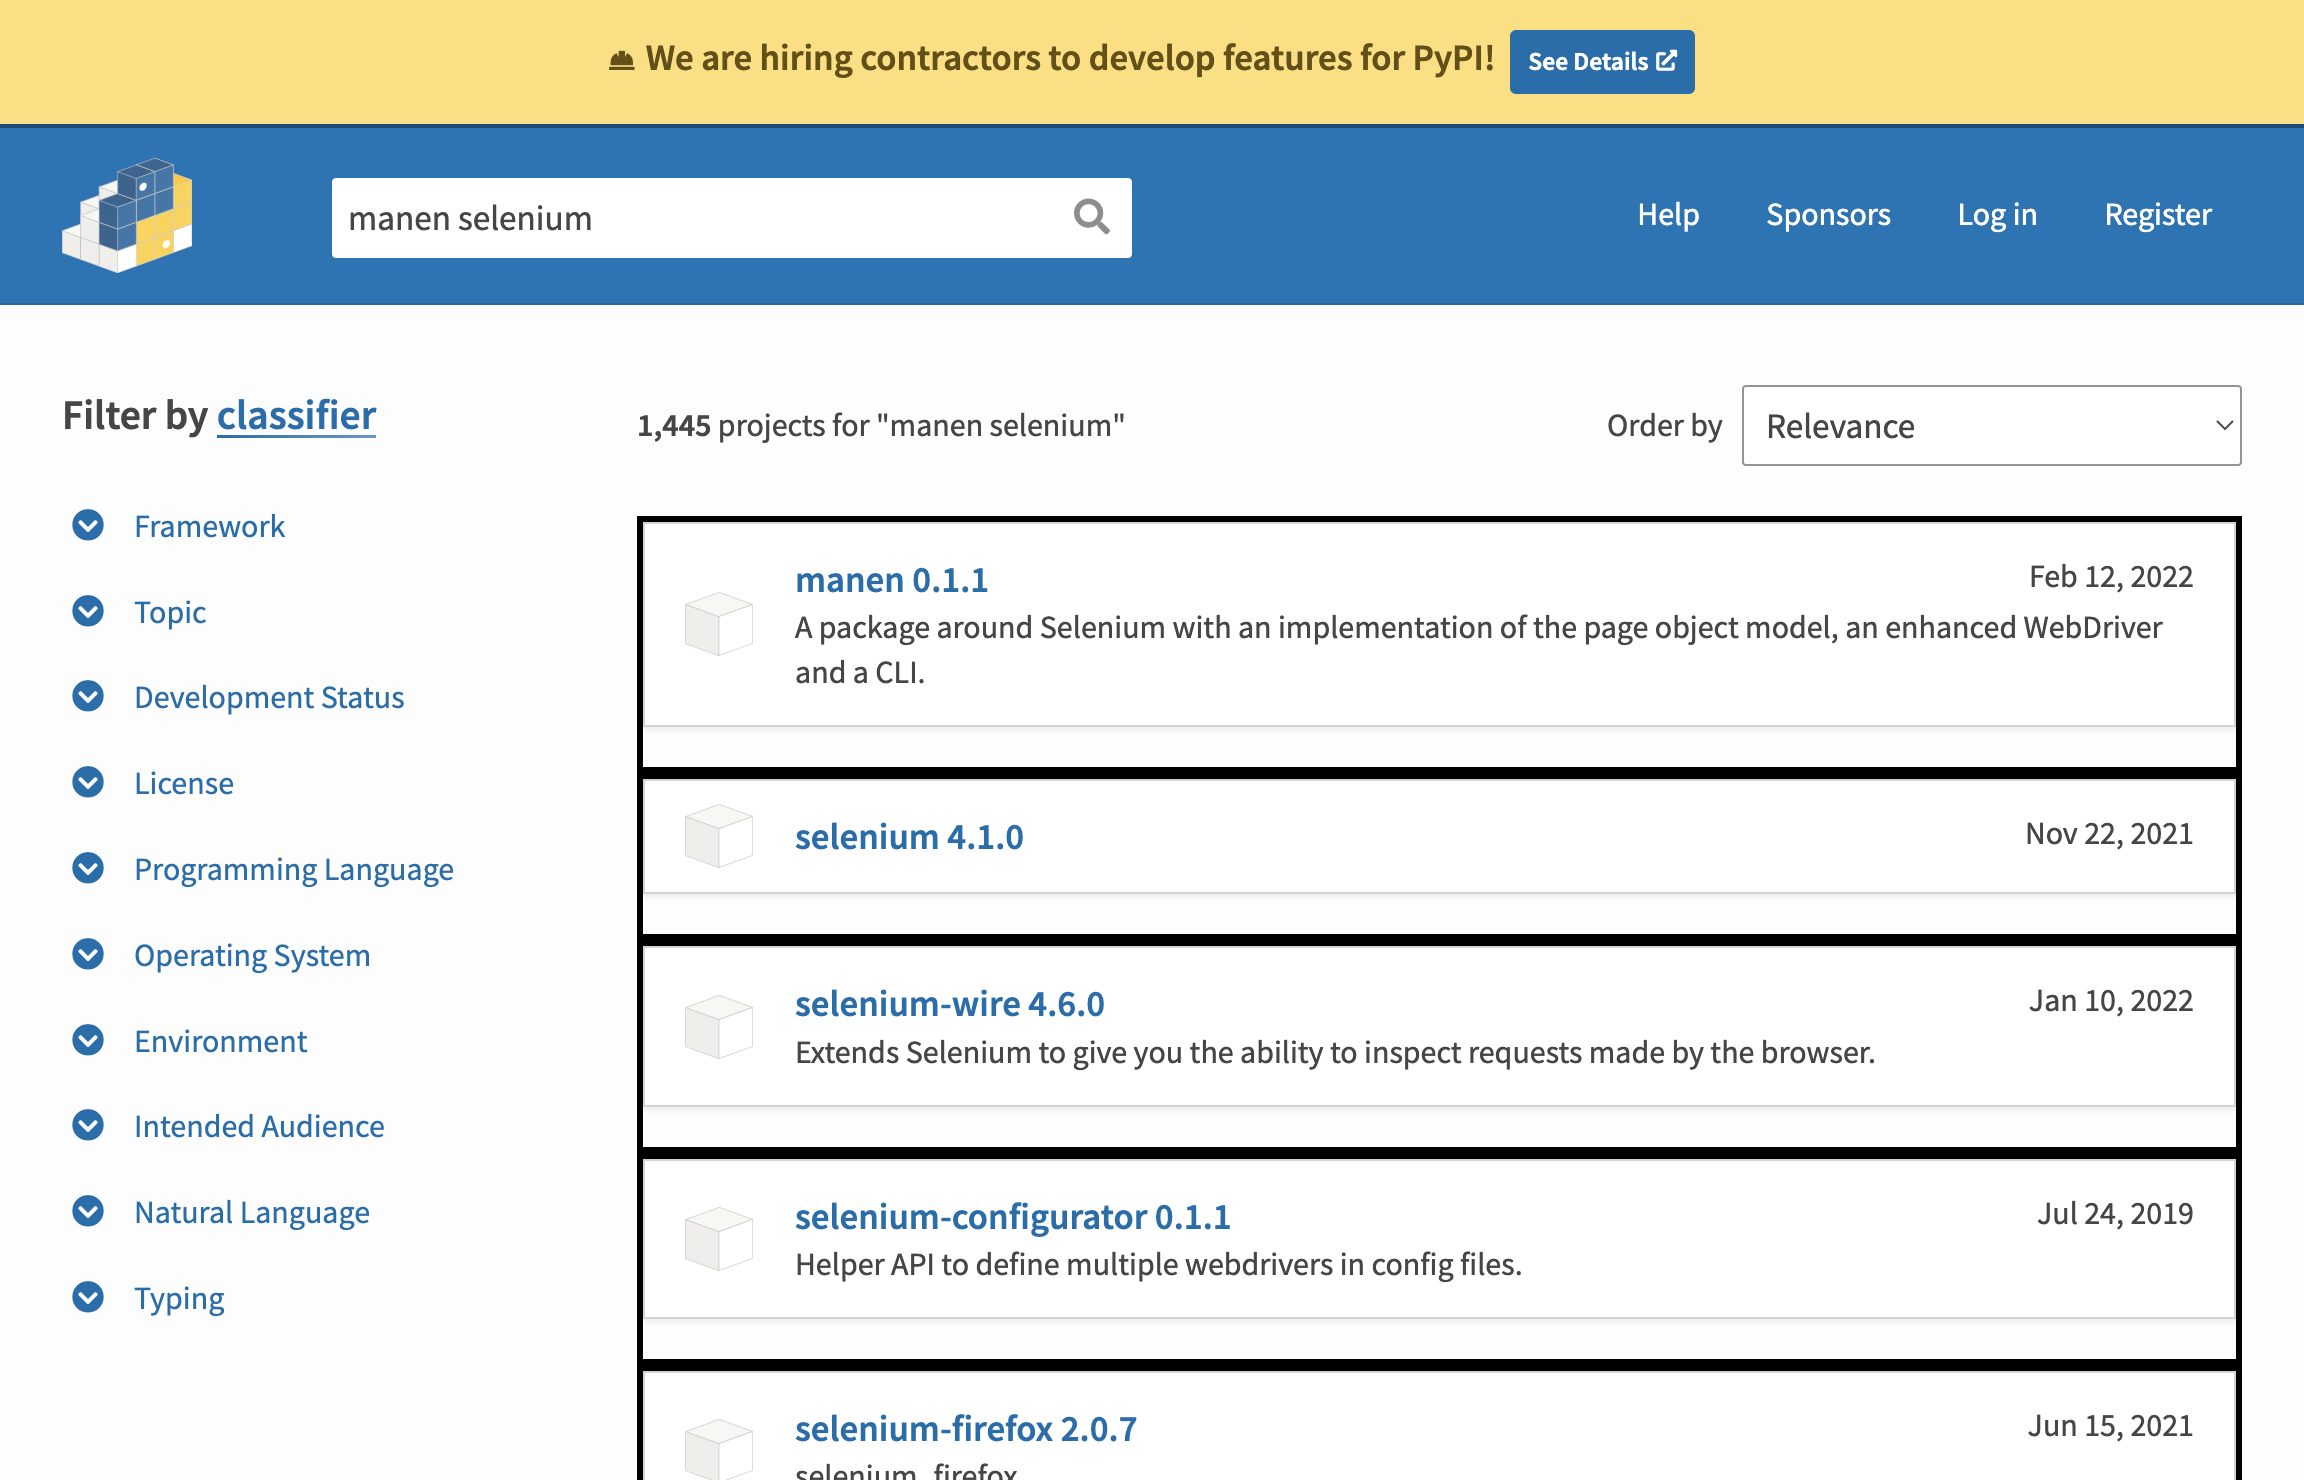 We are hiring contractors to develop features for PyPI! See Details
manen selenium
Help Sponsors Log in Register
Filter by classifier
Framework
Topic
Development Status
License
Programming Language
Operating System
Environment
Intended Audience
Natural Language
Typing
1,445 projects for "manen selenium"
Order by Relevance
manen 0.1.1 Feb 12, 2022
A package around Selenium with an implementation of the page object model, an enhanced WebDriver
and a CLI.
selenium 4.1.0 Nov 22, 2021
selenium-wire 4.6.0 Jan 10, 2022
Extends Selenium to give you the ability to inspect requests made by the browser.
selenium-configurator 0.1.1 Jul 24, 2019
Helper API to define multiple webdrivers in config files.
selenium-firefox 2.0.7 Jun 15, 2021
selenium_firefox